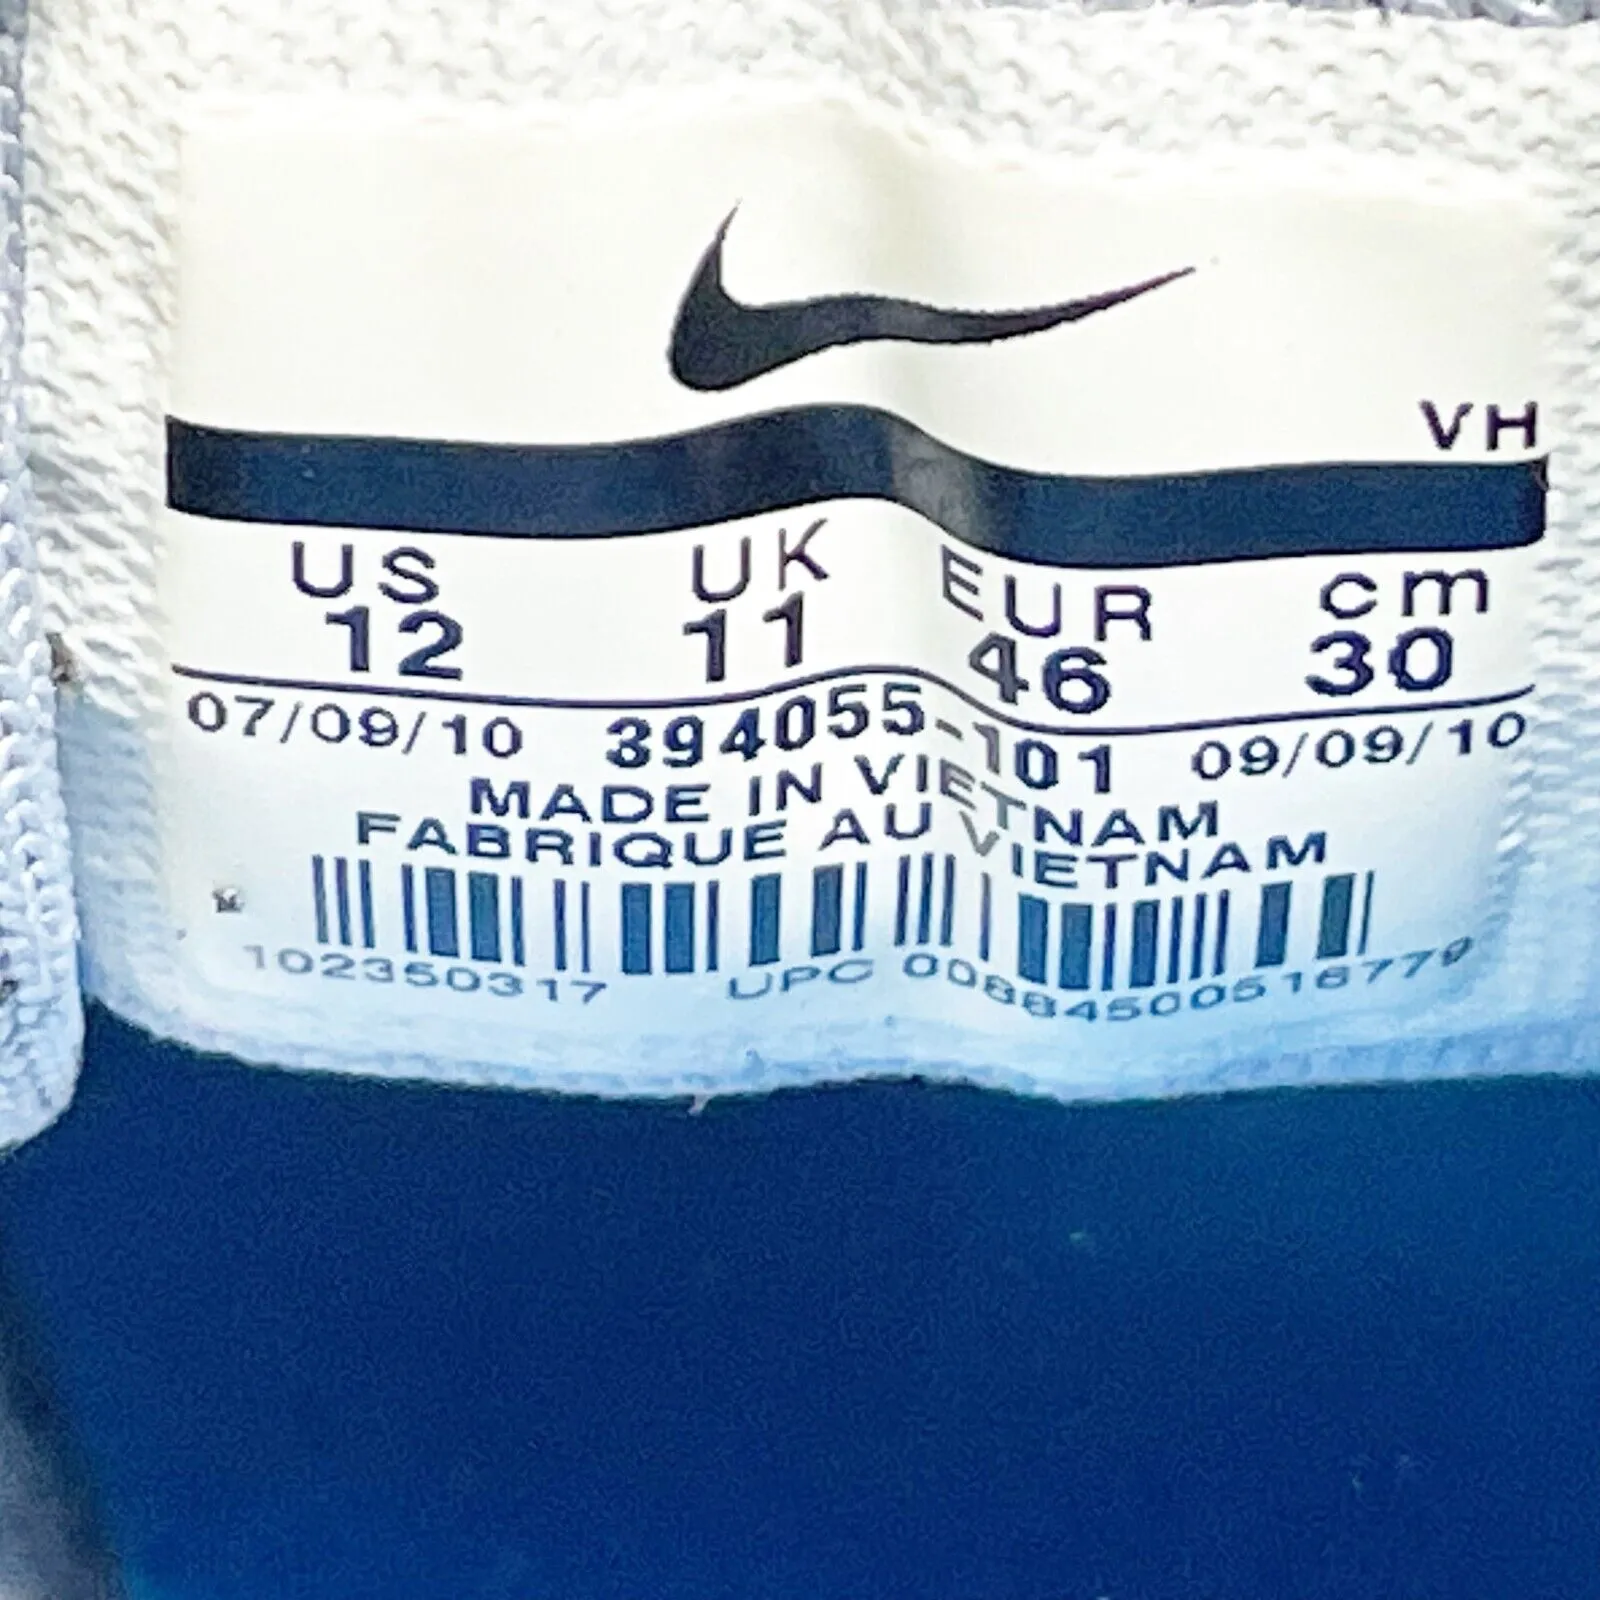 VH
US UK EUR cm
12 11 46 30
07/09/10 394055-101 09/09/10
MADE IN VIETNAM
FABRIQUE AU VIETNAM
102350317 UPC 00884500516779